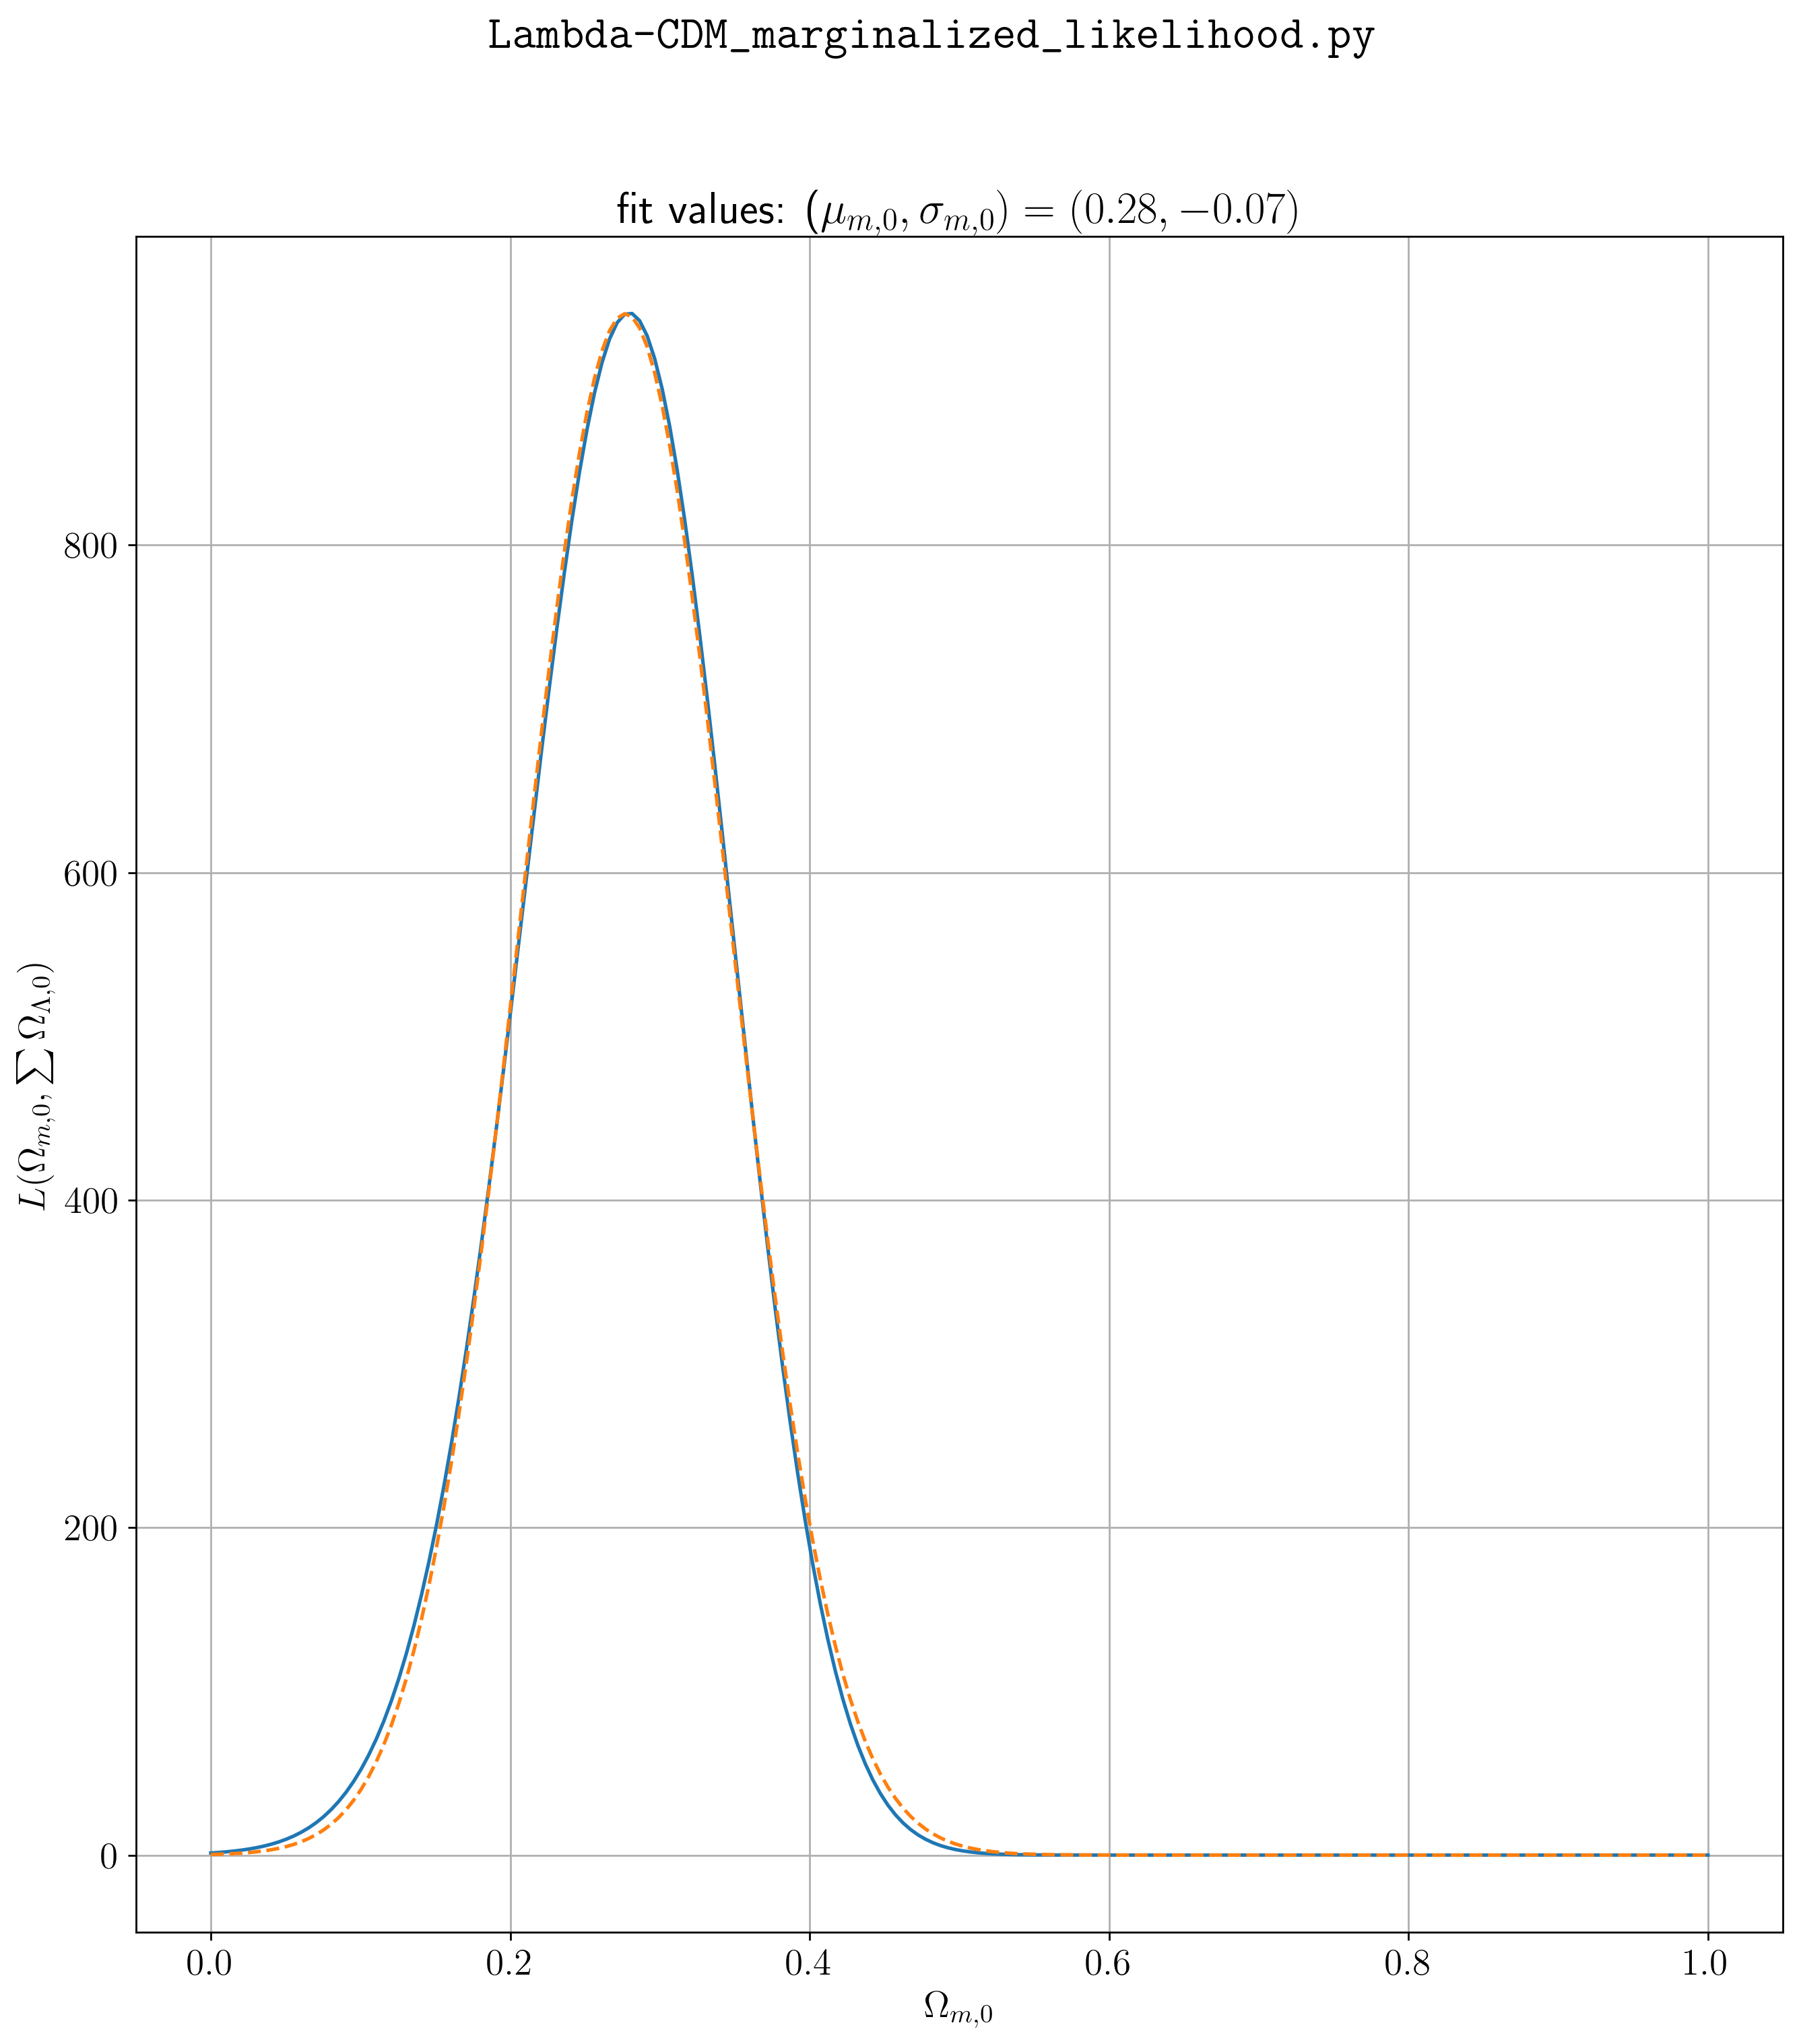 Lambda-CDM_marginalized_likelihood.py
fit values: (μ_{m,0}, σ_{m,0}) = (0.28, −0.07)
L(Ω_{m,0}, ∑ Ω_{Λ,0})
800
600
400
200
0
0.0 0.2 0.4 0.6 0.8 1.0
Ω_{m,0}